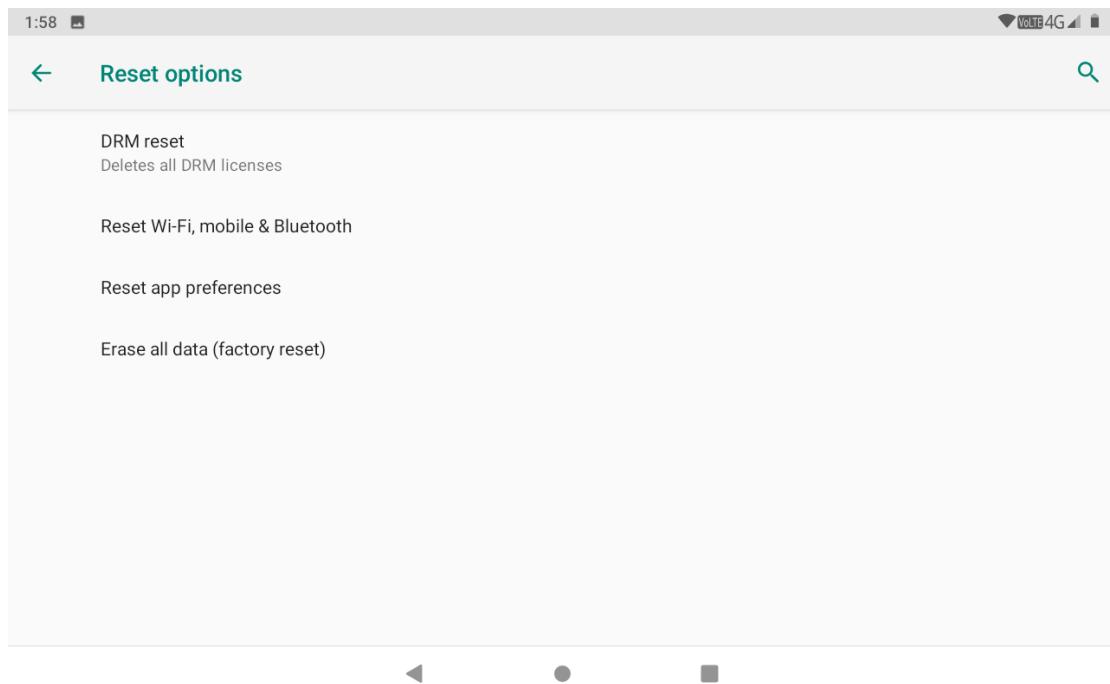 1:58 VoLTE 4G
Reset options
DRM reset
Deletes all DRM licenses
Reset Wi-Fi, mobile & Bluetooth
Reset app preferences
Erase all data (factory reset)